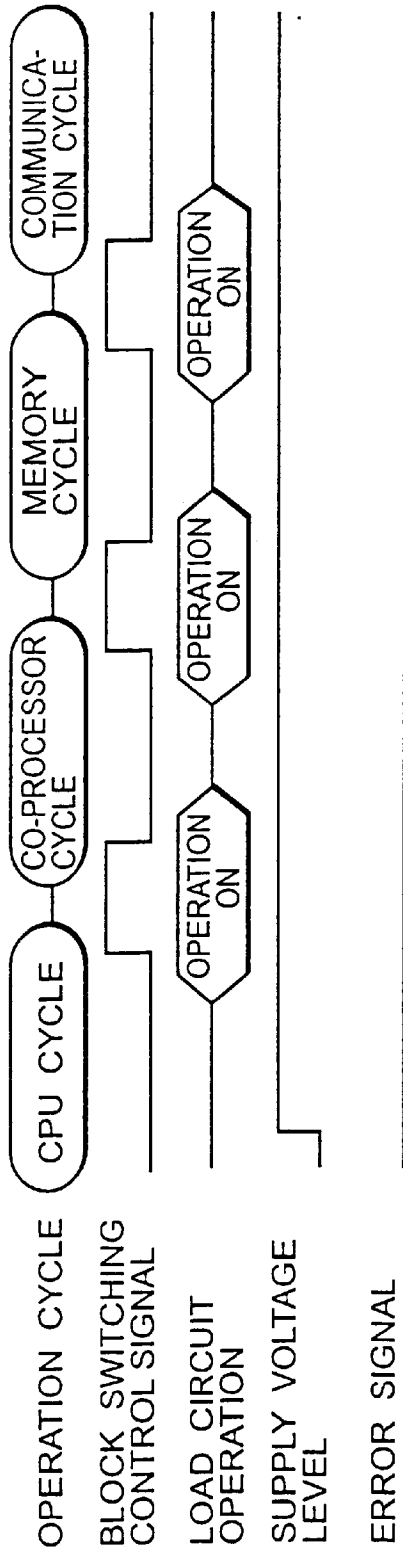 OPERATION CYCLE
CPU CYCLE
CO-PROCESSOR
CYCLE
MEMORY
CYCLE
COMMUNICA-
TION CYCLE
BLOCK SWITCHING
CONTROL SIGNAL
LOAD CIRCUIT
OPERATION
OPERATION
ON
OPERATION
ON
OPERATION
ON
SUPPLY VOLTAGE
LEVEL
ERROR SIGNAL